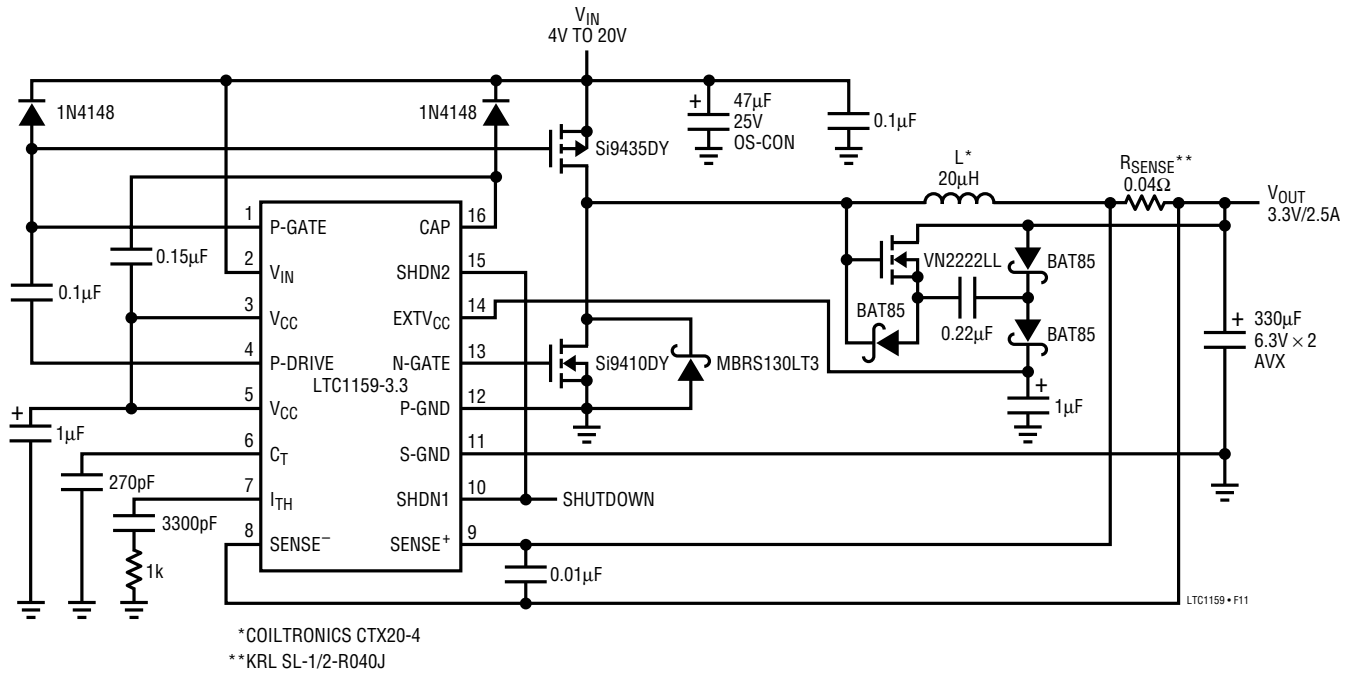 V_IN
4V TO 20V
1N4148
1N4148
Si9435DY
+
47µF
25V
OS-CON
0.1µF
L*
20µH
R_SENSE**
0.04Ω
V_OUT
3.3V/2.5A
0.1µF
0.15µF
1 P-GATE
2 V_IN
3 V_CC
4 P-DRIVE
5 V_CC
6 C_T
7 I_TH
8 SENSE⁻
LTC1159-3.3
CAP 16
SHDN2 15
EXTV_CC 14
N-GATE 13
P-GND 12
S-GND 11
SHDN1 10
SENSE⁺ 9
Si9410DY
MBRS130LT3
VN2222LL
BAT85
0.22µF
BAT85
BAT85
+
1µF
+
330µF
6.3V × 2
AVX
+
1µF
270pF
3300pF
1k
SHUTDOWN
0.01µF
LTC1159 • F11
*COILTRONICS CTX20-4
**KRL SL-1/2-R040J